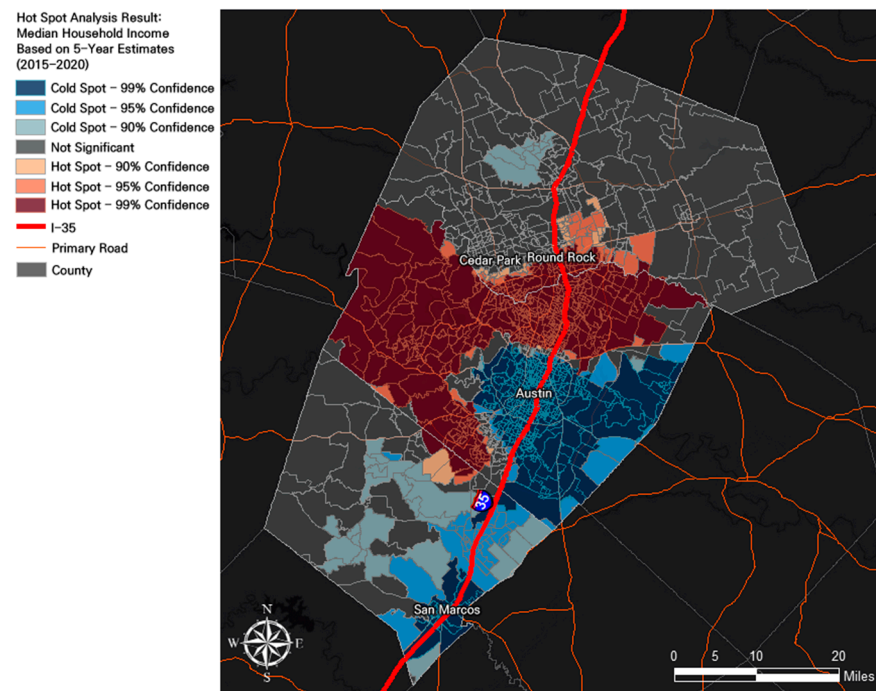 Hot Spot Analysis Result:
Median Household Income
Based on 5-Year Estimates
(2015-2020)
Cold Spot - 99% Confidence
Cold Spot - 95% Confidence
Cold Spot - 90% Confidence
Not Significant
Hot Spot - 90% Confidence
Hot Spot - 95% Confidence
Hot Spot - 99% Confidence
I-35
Primary Road
County
Cedar Park
Round Rock
Austin
35
San Marcos
N
W E
S
0 5 10 20
Miles